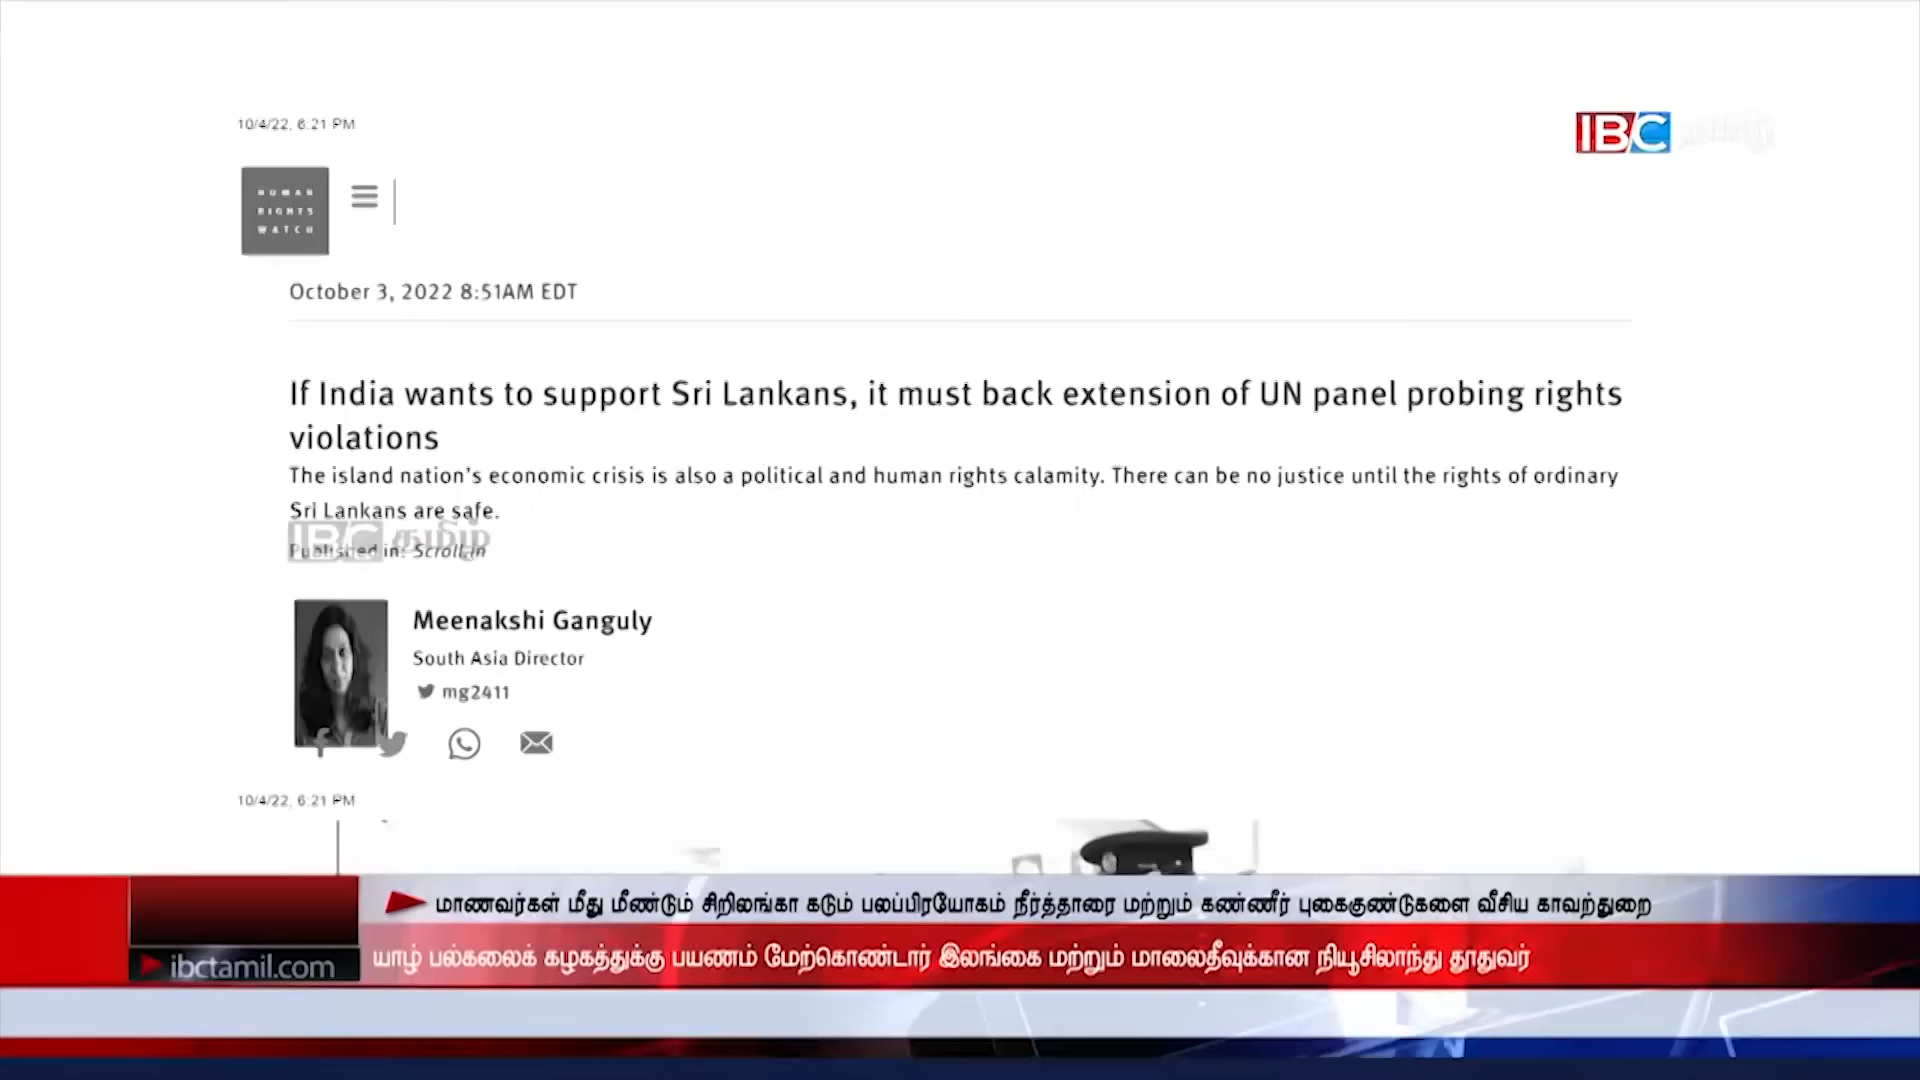 10/4/22, 6:21 PM
IBC தமிழ்
HUMAN
RIGHTS
WATCH
October 3, 2022 8:51AM EDT
If India wants to support Sri Lankans, it must back extension of UN panel probing rights
violations
The island nation's economic crisis is also a political and human rights calamity. There can be no justice until the rights of ordinary
Sri Lankans are safe.
IBC தமிழ்
Published in: Scroll.in
Meenakshi Ganguly
South Asia Director
mg2411
10/4/22, 6:21 PM
மாணவர்கள் மீது மீண்டும் சிறிலங்கா கடும் பலப்பிரயோகம் நீர்த்தாரை மற்றும் கண்ணீர் புகைகுண்டுகளை வீசிய காவற்துறை
ibctamil.com
யாழ் பல்கலைக் கழகத்துக்கு பயணம் மேற்கொண்டார் இலங்கை மற்றும் மாலைதீவுக்கான நியூசிலாந்து தூதுவர்